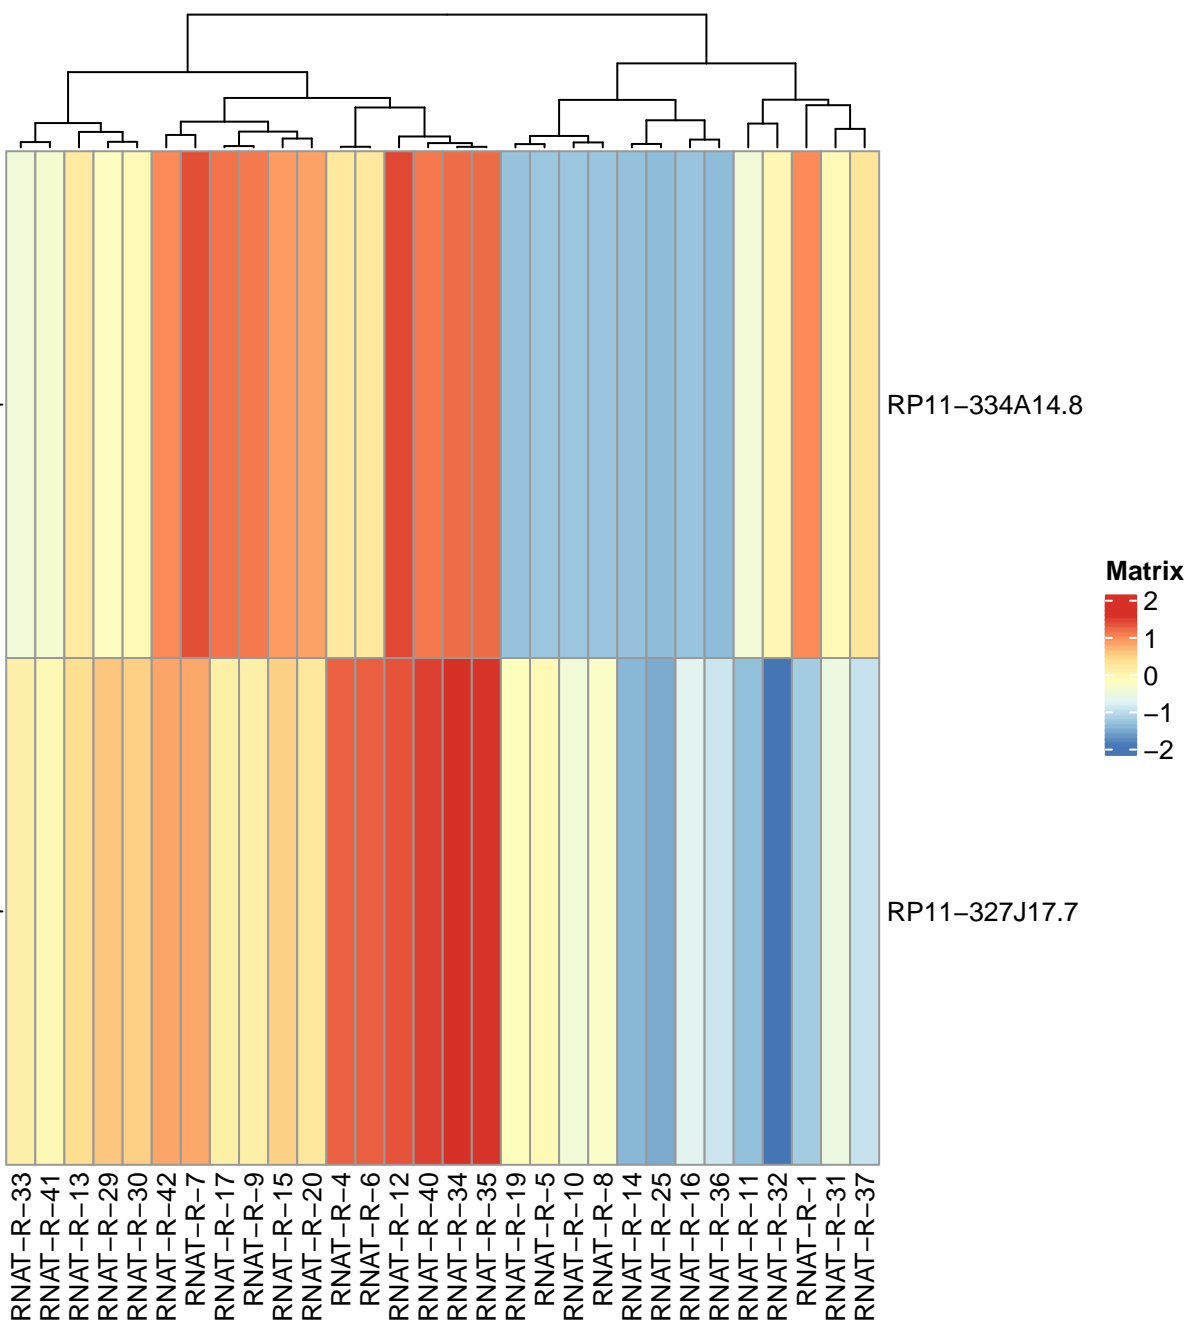 RP11−334A14.8
Matrix
2
1
0
−1
−2
RP11−327J17.7
RNAT−R−33
RNAT−R−41
RNAT−R−13
RNAT−R−29
RNAT−R−30
RNAT−R−42
RNAT−R−7
RNAT−R−17
RNAT−R−9
RNAT−R−15
RNAT−R−20
RNAT−R−4
RNAT−R−6
RNAT−R−12
RNAT−R−40
RNAT−R−34
RNAT−R−35
RNAT−R−19
RNAT−R−5
RNAT−R−10
RNAT−R−8
RNAT−R−14
RNAT−R−25
RNAT−R−16
RNAT−R−36
RNAT−R−11
RNAT−R−32
RNAT−R−1
RNAT−R−31
RNAT−R−37